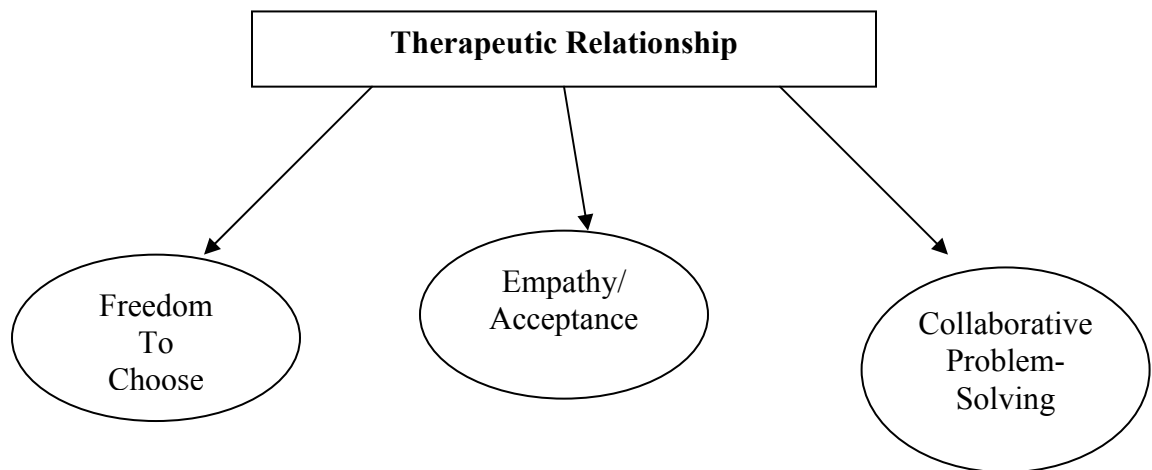 Therapeutic Relationship
Freedom
To
Choose
Empathy/
Acceptance
Collaborative
Problem-
Solving